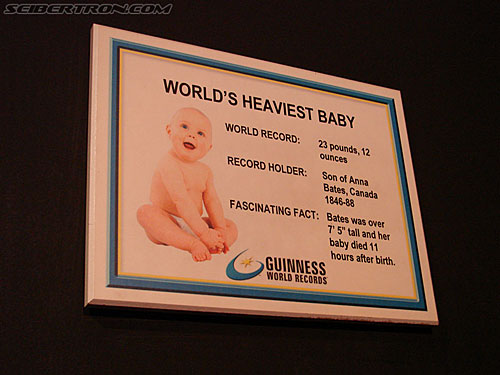 SEIBERTRON.COM
WORLD'S HEAVIEST BABY
WORLD RECORD: 23 pounds, 12
ounces
RECORD HOLDER: Son of Anna
Bates, Canada
1846-88
FASCINATING FACT: Bates was over
7' 5" tall and her
baby died 11
hours after birth.
GUINNESS
WORLD RECORDS